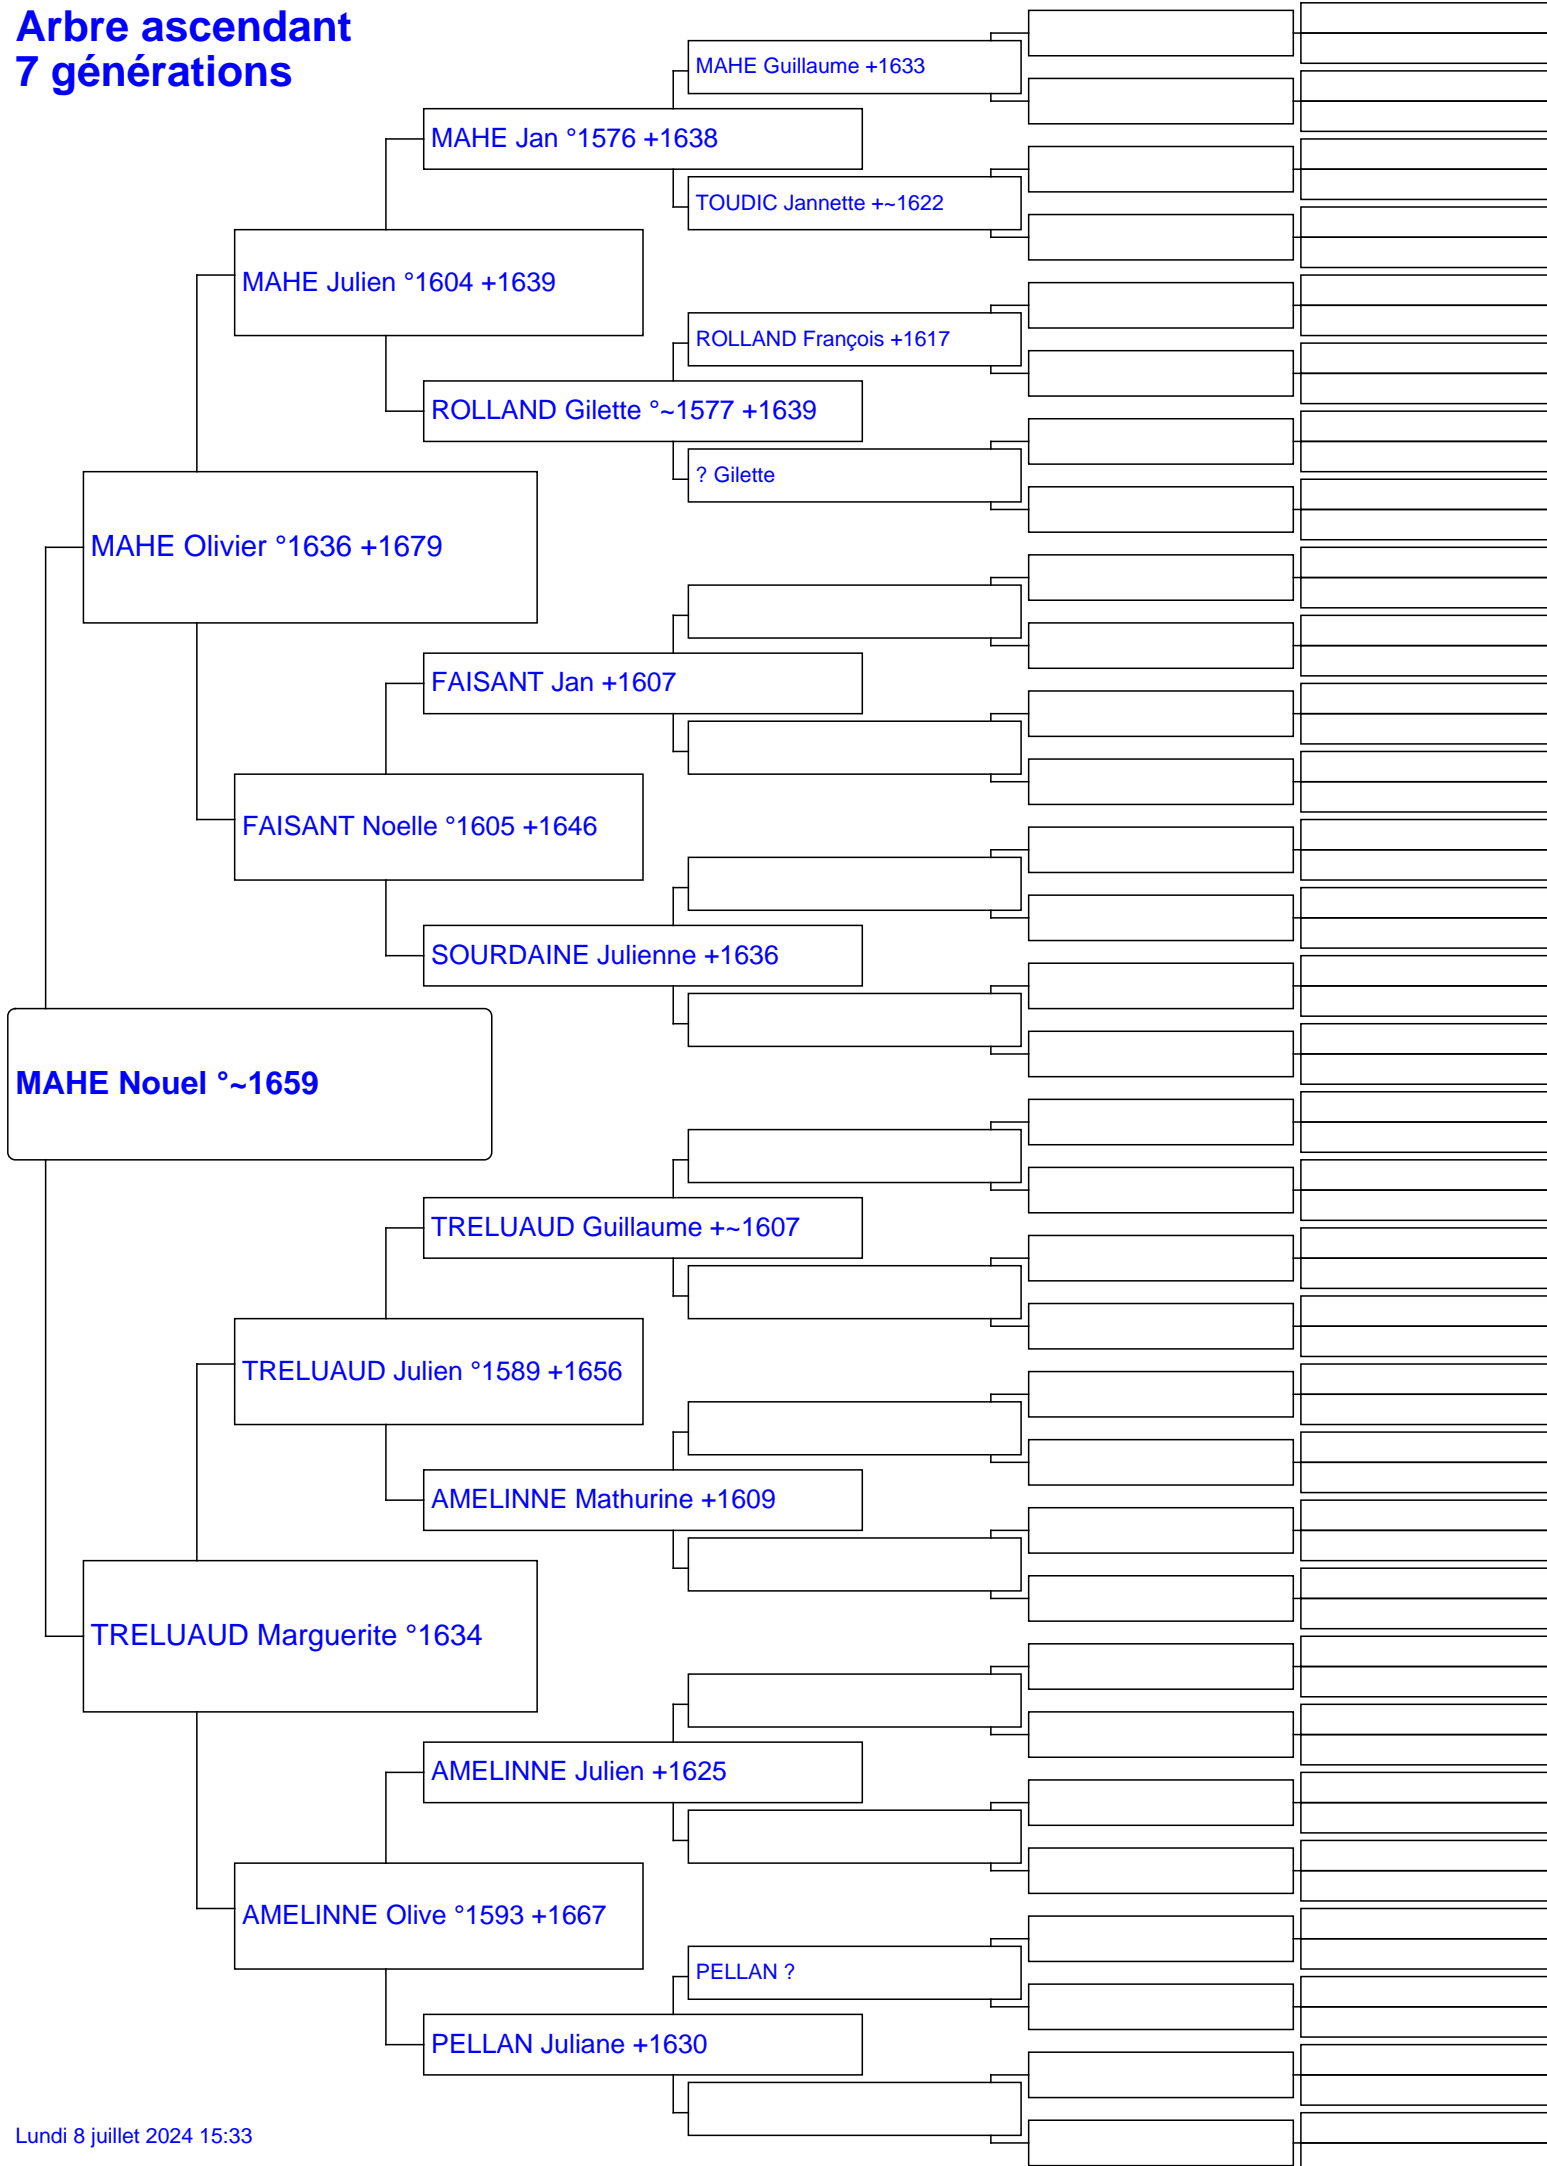 Arbre ascendant
7 générations
MAHE Guillaume +1633
MAHE Jan °1576 +1638
TOUDIC Jannette +~1622
MAHE Julien °1604 +1639
ROLLAND François +1617
ROLLAND Gilette °~1577 +1639
? Gilette
MAHE Olivier °1636 +1679
FAISANT Jan +1607
FAISANT Noelle °1605 +1646
SOURDAINE Julienne +1636
MAHE Nouel °~1659
TRELUAUD Guillaume +~1607
TRELUAUD Julien °1589 +1656
AMELINNE Mathurine +1609
TRELUAUD Marguerite °1634
AMELINNE Julien +1625
AMELINNE Olive °1593 +1667
PELLAN ?
PELLAN Juliane +1630
Lundi 8 juillet 2024 15:33